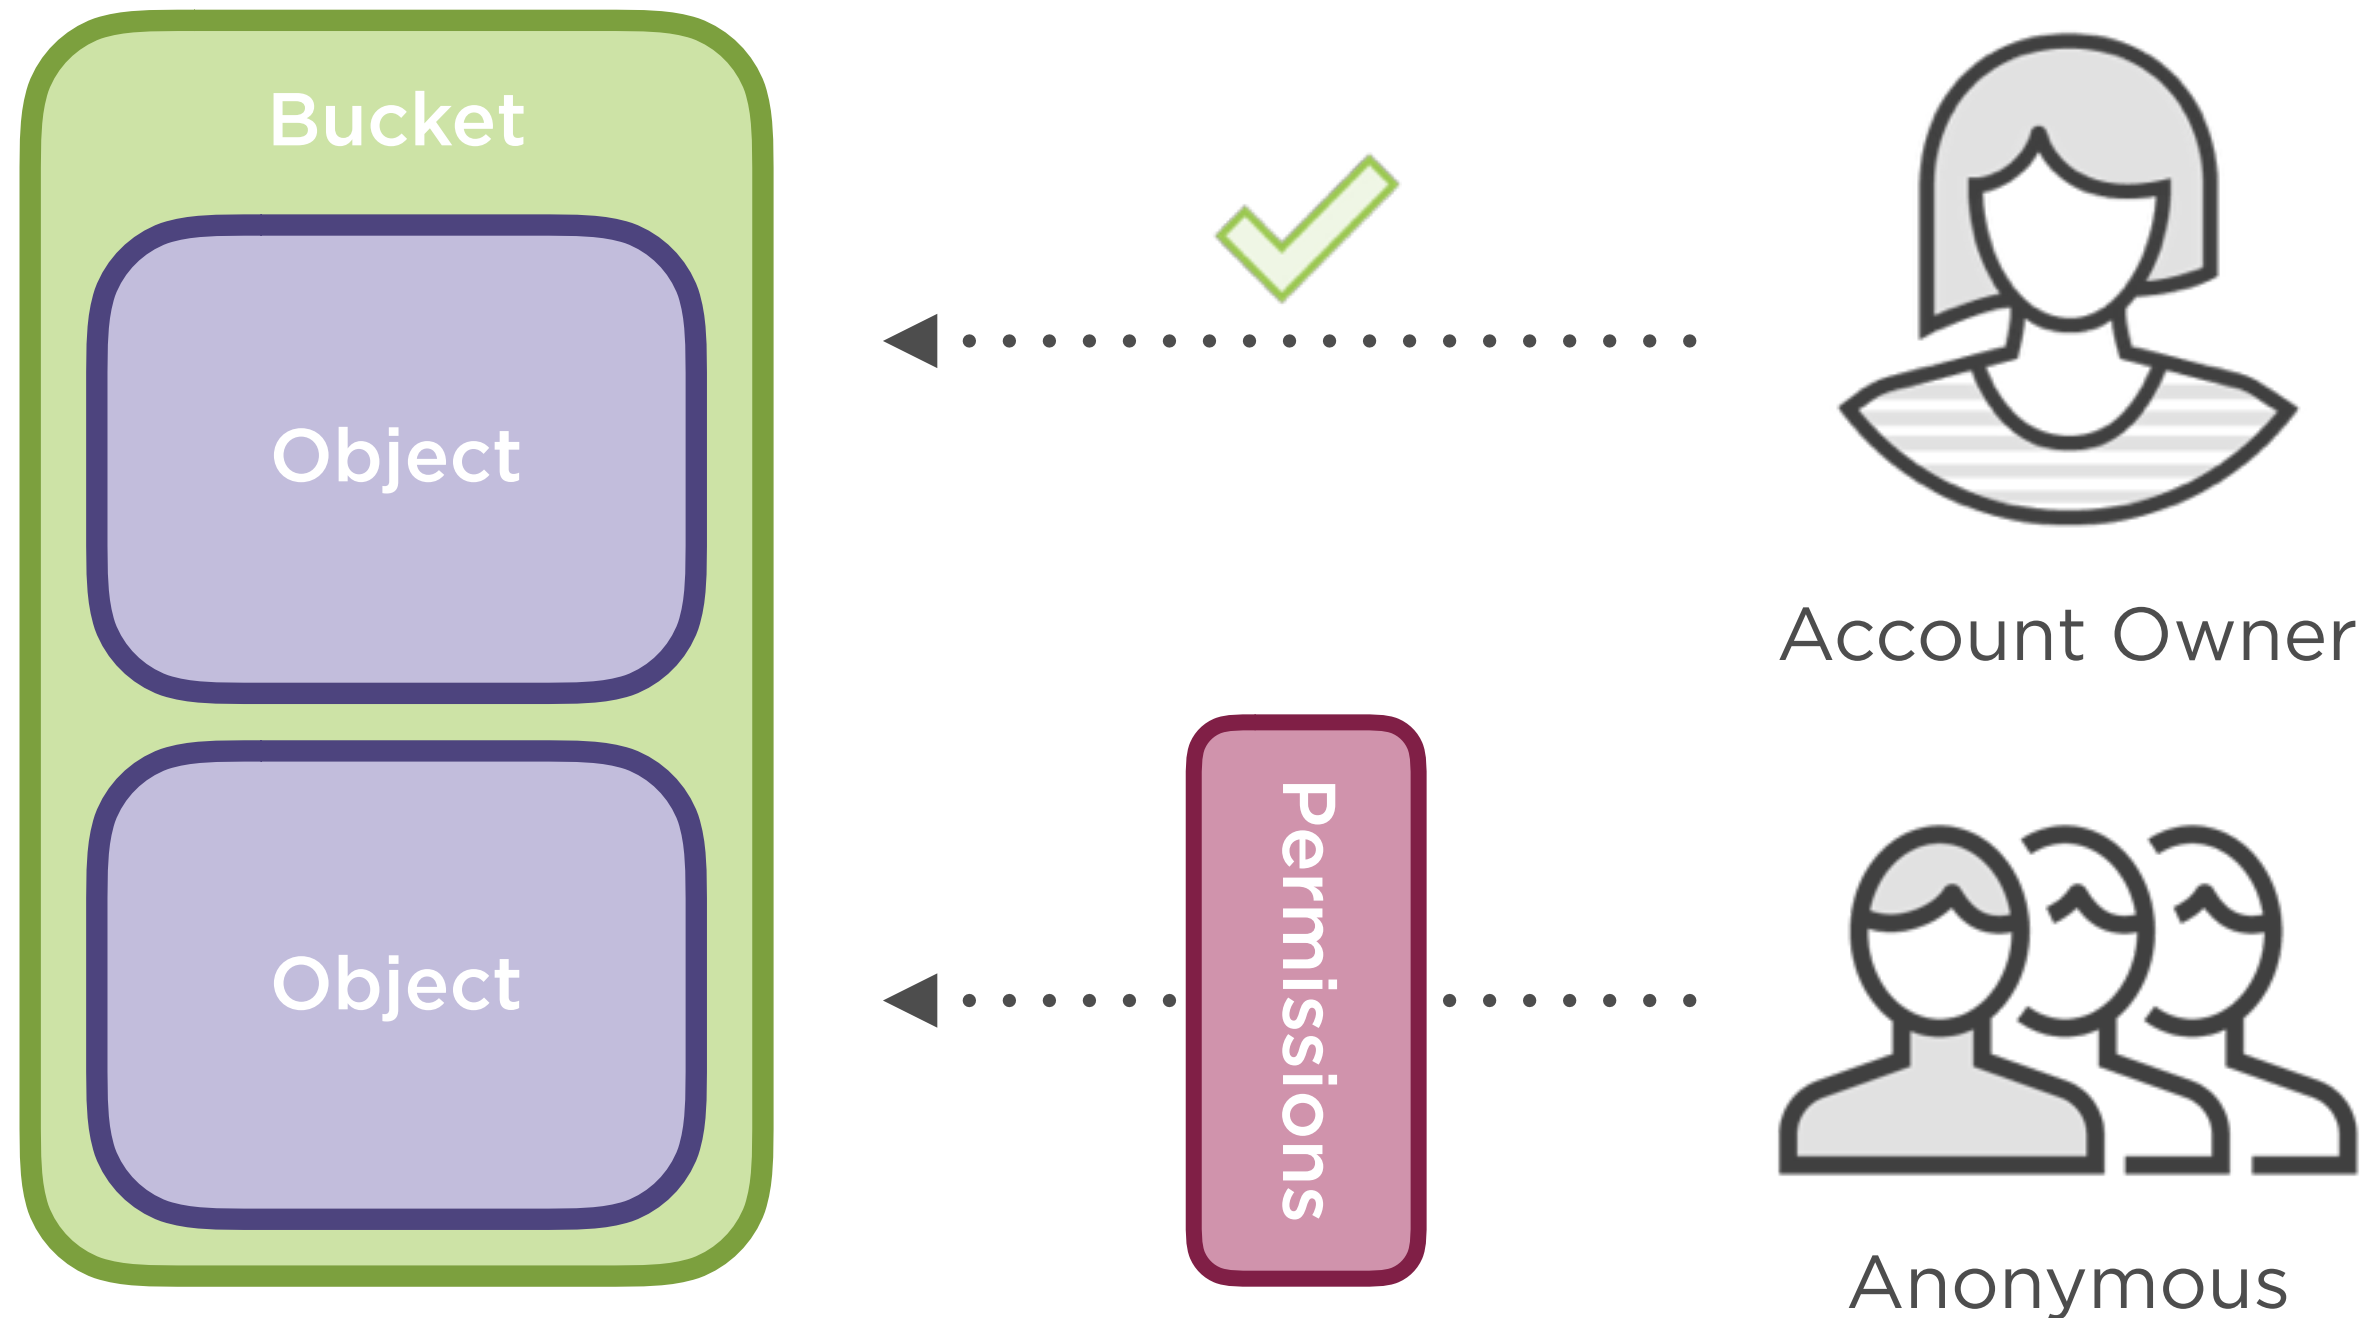 Bucket
Object
Account Owner
Object
Permissions
Anonymous